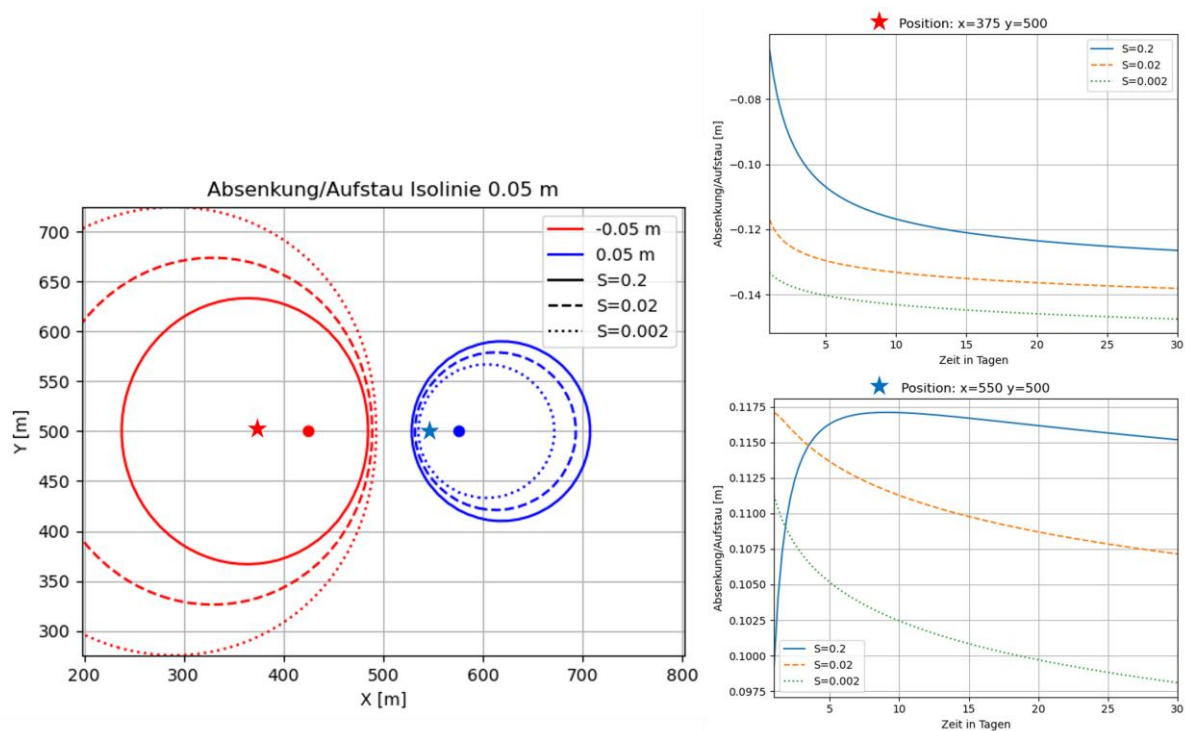 Absenkung/Aufstau Isolinie 0.05 m
Y [m]
700
650
600
550
500
450
400
350
300
200
300
400
500
600
700
800
X [m]
-0.05 m
0.05 m
S=0.2
S=0.02
S=0.002
Position: x=375 y=500
Absenkung/Aufstau [m]
−0.08
−0.10
−0.12
−0.14
S=0.2
S=0.02
S=0.002
5
10
15
20
25
30
Zeit in Tagen
Position: x=550 y=500
Absenkung/Aufstau [m]
0.1175
0.1150
0.1125
0.1100
0.1075
0.1050
0.1025
0.1000
0.0975
S=0.2
S=0.02
S=0.002
5
10
15
20
25
30
Zeit in Tagen